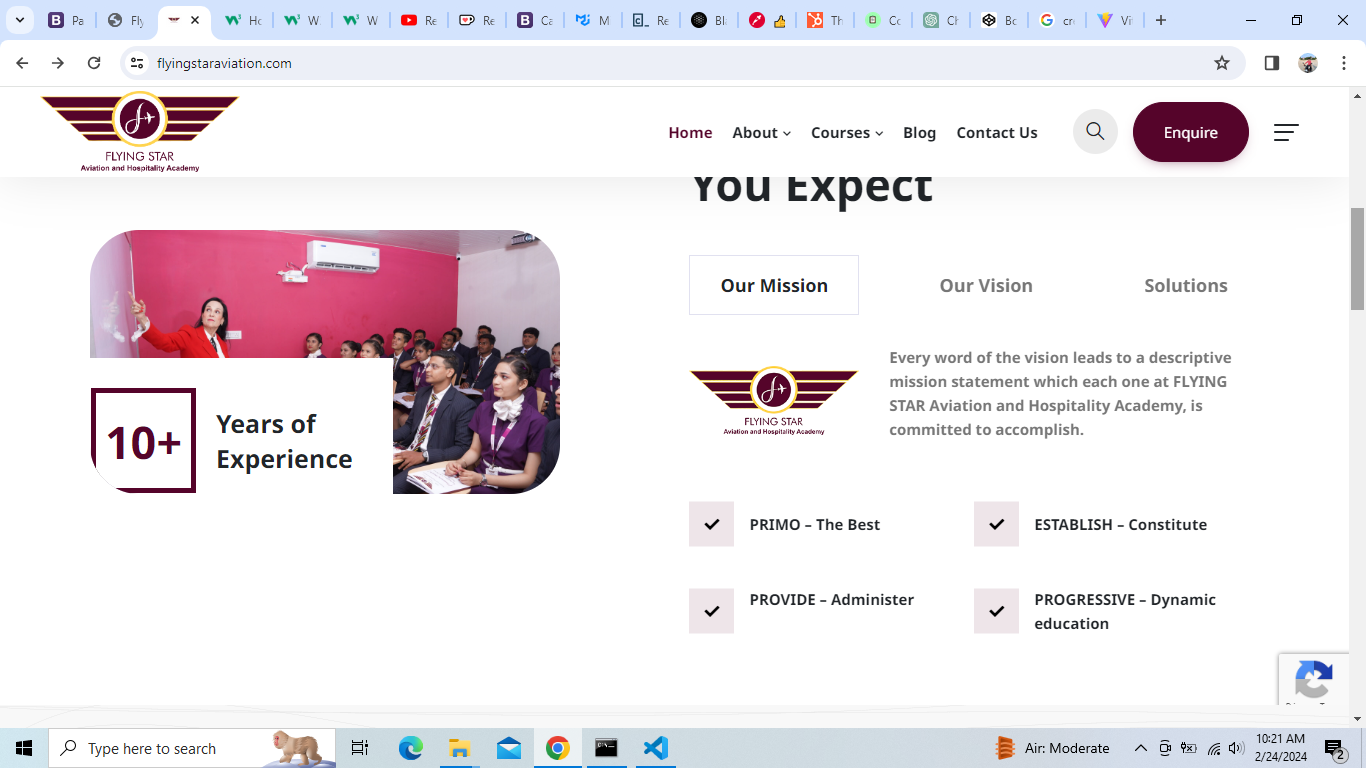 Pa
Fly
Ho
W
W
Re
Re
Ca
M
Re
Bla
Th
Co
Ch
Bo
cr
Vi
flyingstaraviation.com
FLYING STAR
Aviation and Hospitality Academy
Home About Courses Blog Contact Us Enquire
You Expect
Our Mission Our Vision Solutions
10+
Years of
Experience
FLYING STAR
Aviation and Hospitality Academy
Every word of the vision leads to a descriptive
mission statement which each one at FLYING
STAR Aviation and Hospitality Academy, is
committed to accomplish.
PRIMO – The Best
ESTABLISH – Constitute
PROVIDE – Administer
PROGRESSIVE – Dynamic
education
Type here to search
Air: Moderate
10:21 AM
2/24/2024
2